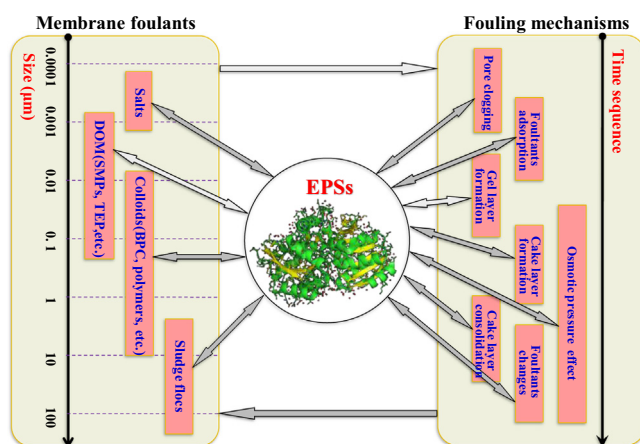 Membrane foulants
Size (μm)
0.0001
0.001
0.01
0.1
1
10
100
Salts
DOM(SMPs, TEP,etc.)
Colloids(BPC, polymers, etc.)
Sludge flocs
EPSs
Fouling mechanisms
Time sequence
Pore clogging
Foultants
adsorption
Gel layer
formation
Cake layer
formation
Osmotic pressure effect
Cake layer
consolidation
Foultants
changes